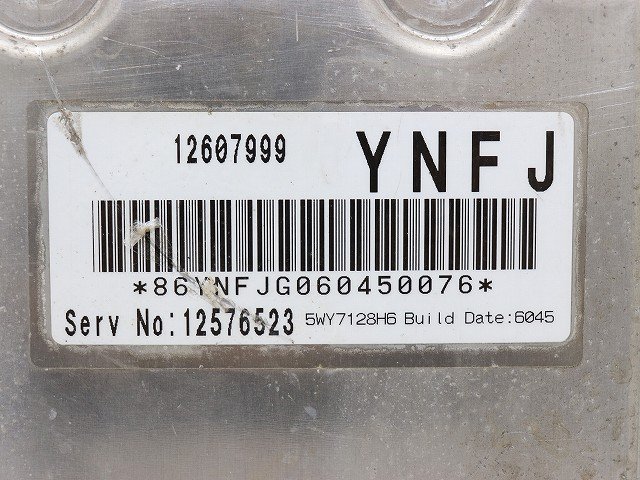 12607999 YNFJ
*86YNFJG060450076*
Serv No:12576523 5WY7128H6 Build Date:6045